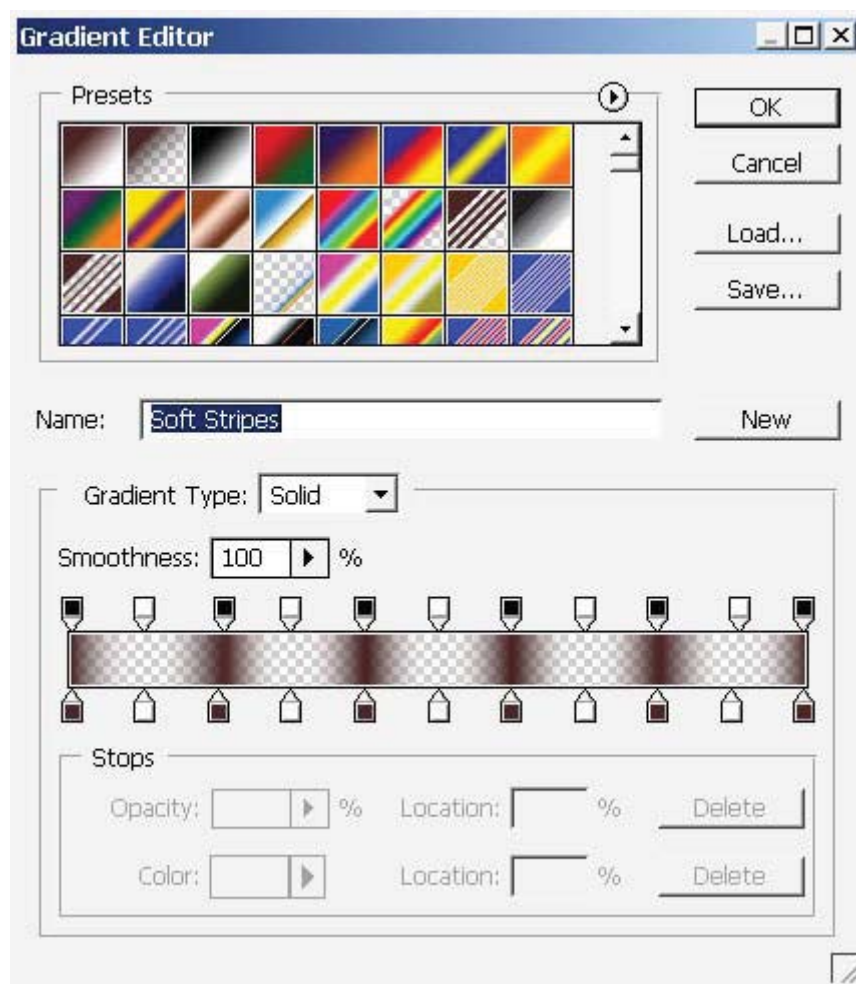 Gradient Editor
Presets
OK
Cancel
Load...
Save...
Name: Soft Stripes New
Gradient Type: Solid
Smoothness: 100 %
Stops
Opacity: % Location: % Delete
Color: Location: % Delete